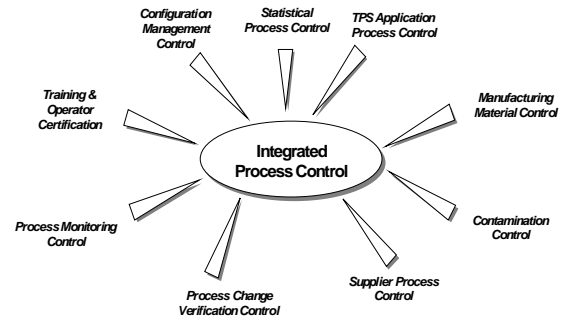 Configuration
Management
Control
Statistical
Process Control
TPS Application
Process Control
Training &
Operator
Certification
Manufacturing
Material Control
Integrated
Process Control
Process Monitoring
Control
Contamination
Control
Process Change
Verification Control
Supplier Process
Control